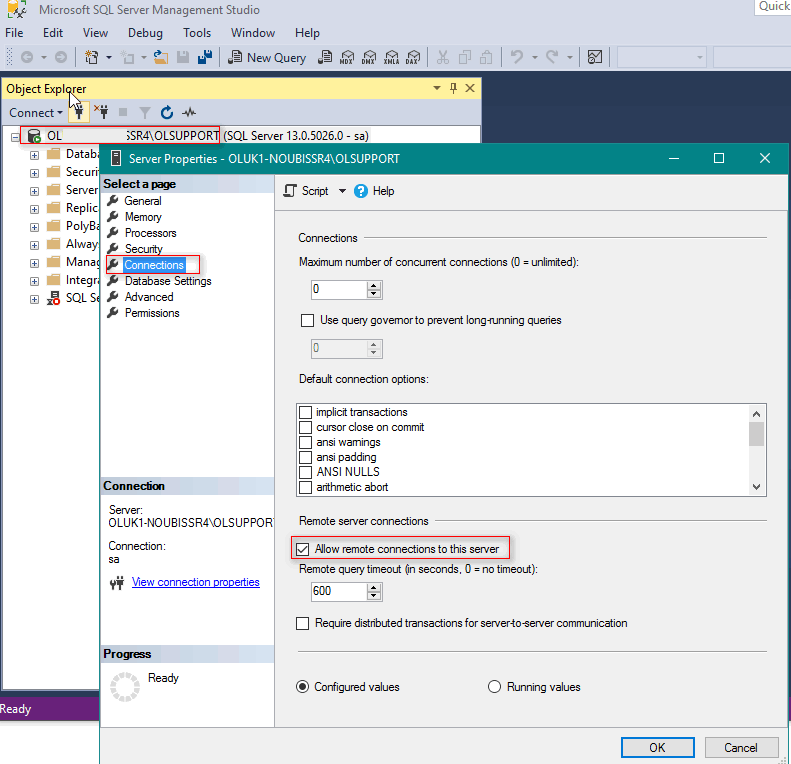 Microsoft SQL Server Management Studio
Quick
File Edit View Debug Tools Window Help
New Query MDX DMX XMLA DAX
Object Explorer
Connect
OL SSR4\OLSUPPORT (SQL Server 13.0.5026.0 - sa)
Databa
Securi
Server
Replic
PolyBa
Always
Manag
Integra
SQL Se
Server Properties - OLUK1-NOUBISSR4\OLSUPPORT
Select a page
General
Memory
Processors
Security
Connections
Database Settings
Advanced
Permissions
Connection
Server:
OLUK1-NOUBISSR4\OLSUPPOR
Connection:
sa
View connection properties
Progress
Ready
Script Help
Connections
Maximum number of concurrent connections (0 = unlimited):
0
Use query governor to prevent long-running queries
0
Default connection options:
implicit transactions
cursor close on commit
ansi warnings
ansi padding
ANSI NULLS
arithmetic abort
Remote server connections
Allow remote connections to this server
Remote query timeout (in seconds, 0 = no timeout):
600
Require distributed transactions for server-to-server communication
Configured values Running values
OK Cancel
Ready